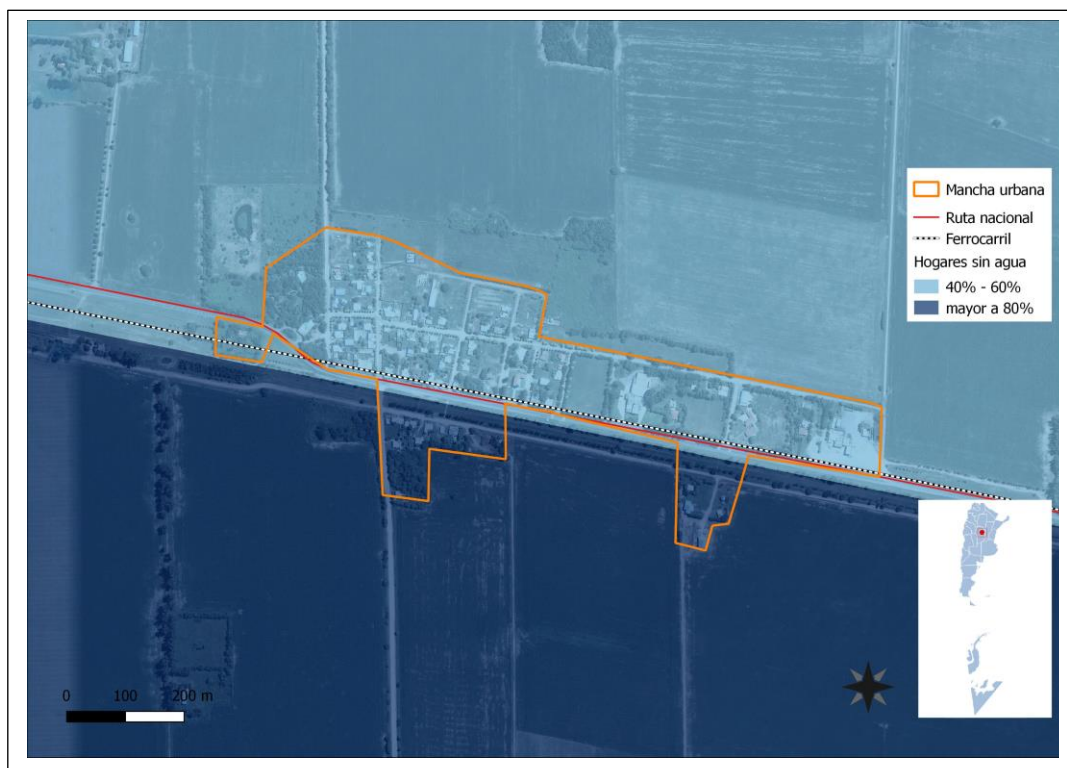 Mancha urbana
Ruta nacional
Ferrocarril
Hogares sin agua
40% - 60%
mayor a 80%
0 100 200 m